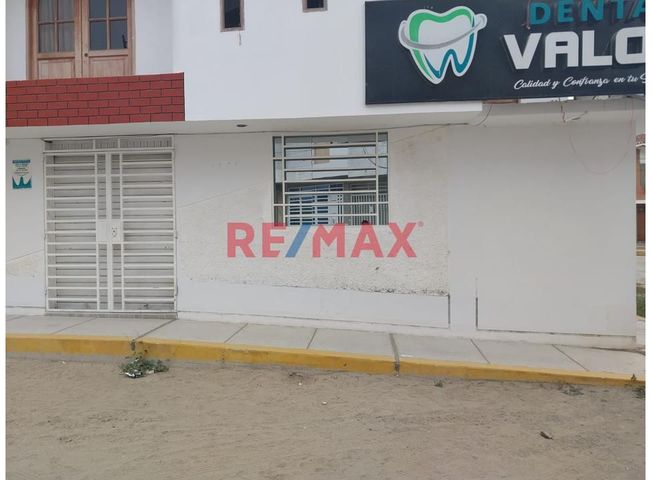 DENTA
VALO
Calidad y Confianza en tu S
RE/MAX